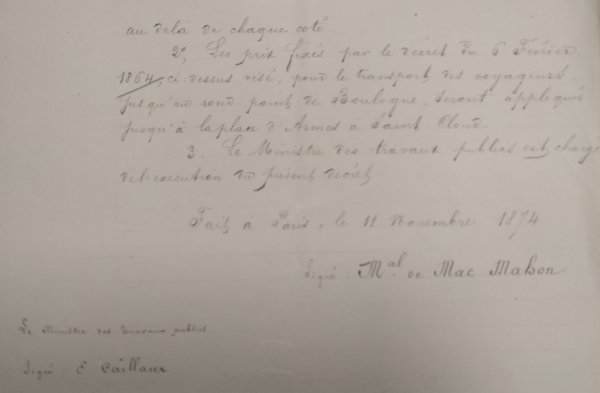 au delà de chaque coté.
2º. Les prix fixés par le décret du 6 Février
1864, ci-dessus visé, pour le transport des voyageurs,
jusqu'au rond point de Boulogne, seront appliqués
jusqu'à la place d'Armes à Saint Cloud.
3. Le Ministre des travaux publics est chargé
de l'exécution du présent décret.
Fait à Paris, le 11 Novembre 1874
Signé : Mal de Mac Mahon
Le Ministre des Travaux publics.
Signé : E Caillaux